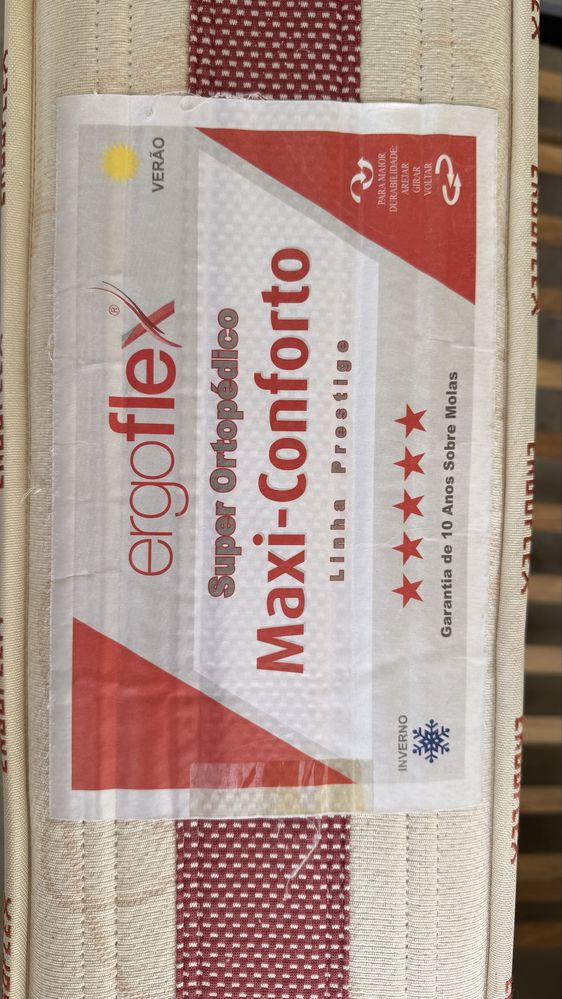 VERÃO
PARA MAIOR
DURABILIDADE:
AREJAR
GIRAR
VOLTAR
ergoflex®
Super Ortopédico
Maxi-Conforto
Linha Prestige
Garantia de 10 Anos Sobre Molas
INVERNO